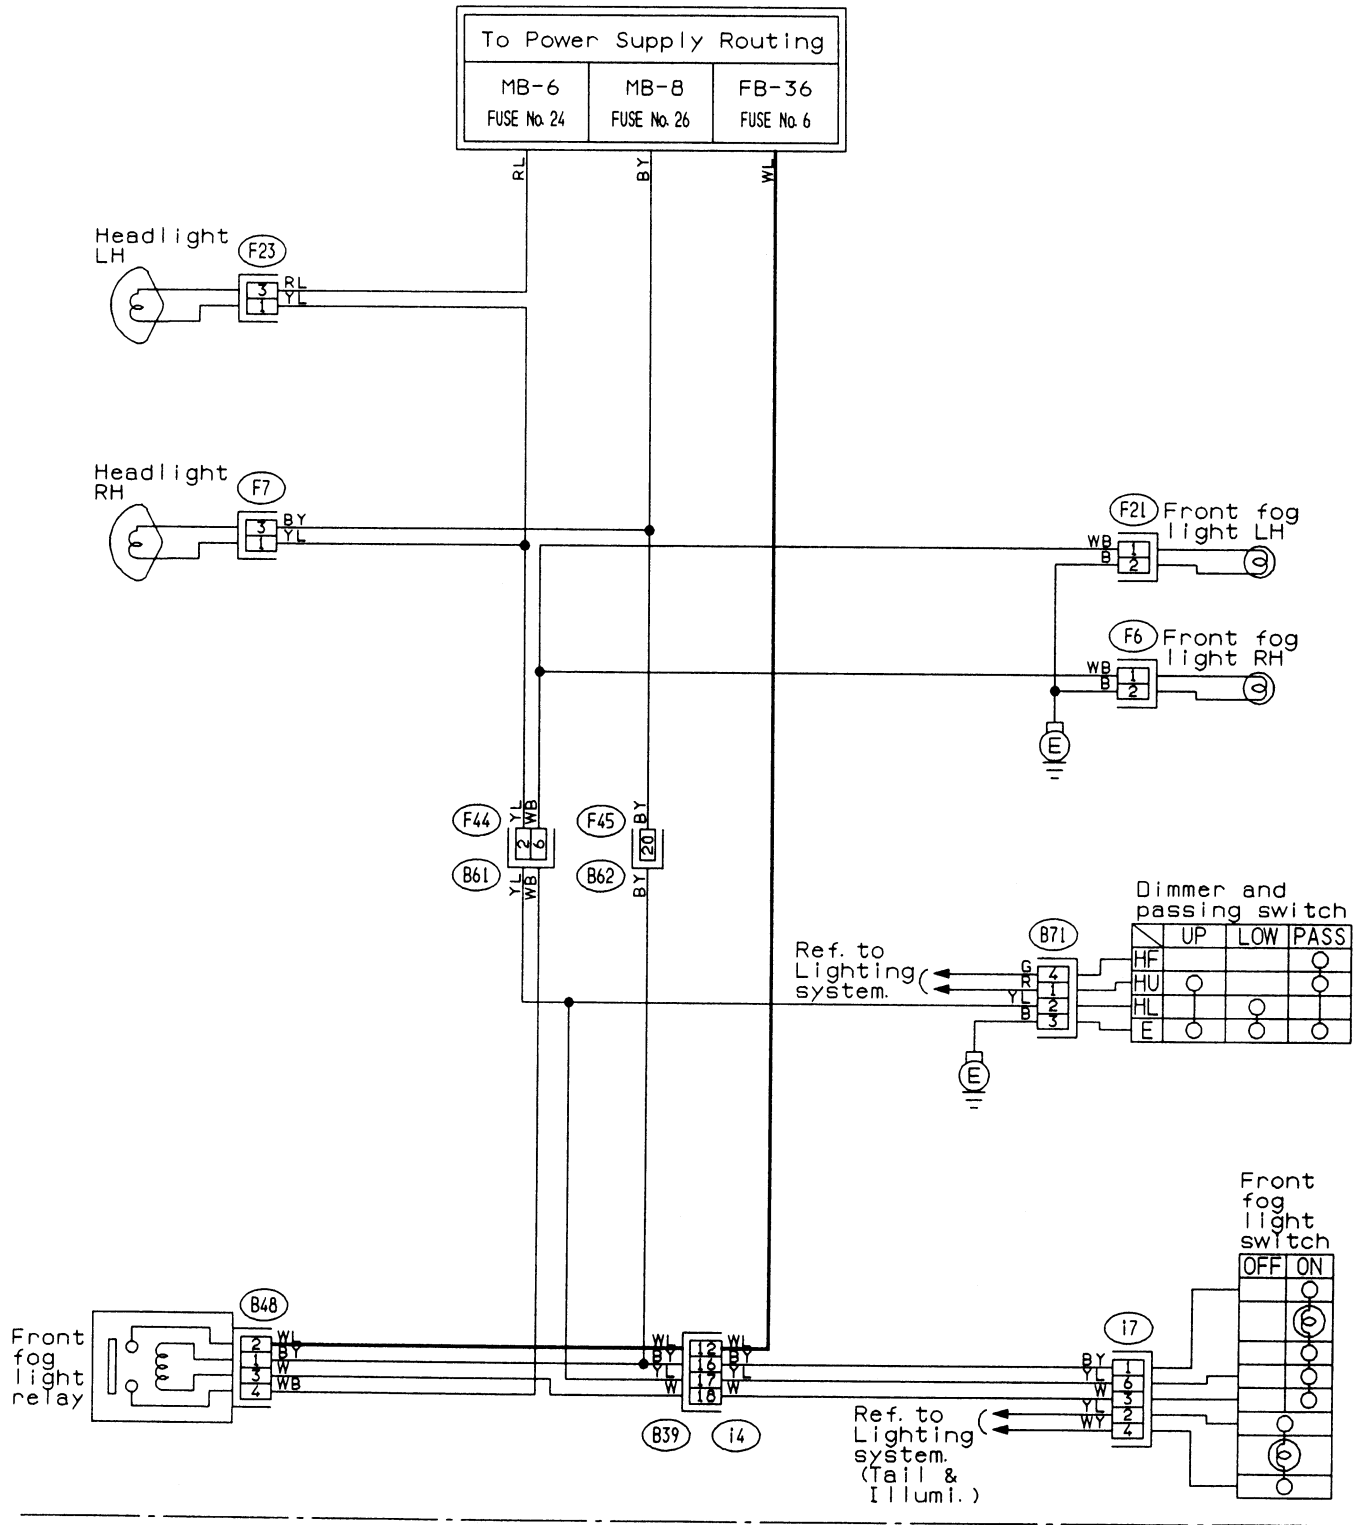 To Power Supply Routing
MB-6
MB-8
FB-36
FUSE No. 24
FUSE No. 26
FUSE No. 6
RL
BY
WL
Headlight
LH
F23
3
RL
1
YL
Headlight
RH
F7
3
BY
1
YL
F21
Front fog
light LH
WB
1
B
2
F6
Front fog
light RH
WB
1
B
2
E
F44
YL
WB
F45
BY
2
6
20
B61
YL
WB
B62
BY
Dimmer and
passing switch
B71
UP
LOW
PASS
Ref. to
Lighting
system.
G
4
HF
R
1
HU
YL
2
HL
B
3
E
E
Front
fog
light
switch
OFF
ON
B48
Front
fog
light
relay
2
WL
1
BY
3
W
4
WB
WL
12
WL
BY
16
BY
YL
17
YL
W
18
W
B39
i4
i7
BY
1
YL
6
W
3
YL
2
WY
4
Ref. to
Lighting
system.
(Tail &
Illumi.)